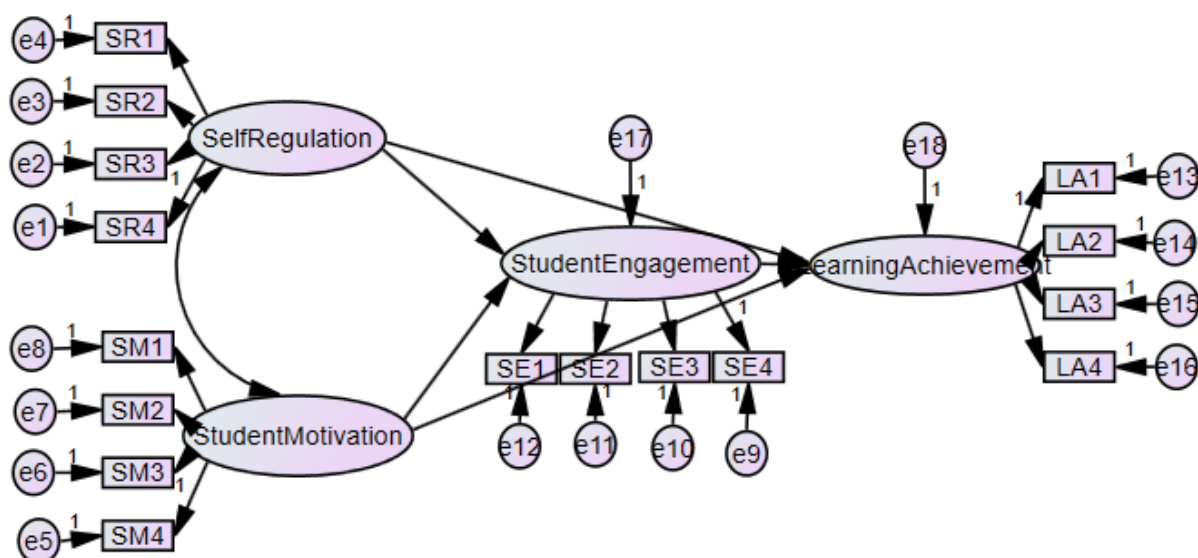 e4 1 SR1
e3 1 SR2
e2 1 SR3
e1 1 SR4
1
SelfRegulation
e8 1 SM1
e7 1 SM2
e6 1 SM3
e5 1 SM4
1
StudentMotivation
e17
1
StudentEngagement
1
SE1 SE2 SE3 SE4
1 1 1 1
e12 e11 e10 e9
e18
1
earningAchievement
1
LA1 1 e13
LA2 1 e14
LA3 1 e15
LA4 1 e16